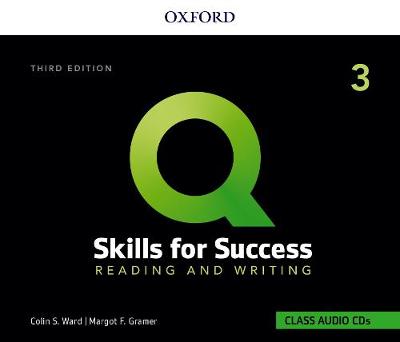 OXFORD
THIRD EDITION
3
Q
Skills for Success
READING AND WRITING
Colin S. Ward | Margot F. Gramer
CLASS AUDIO CDs